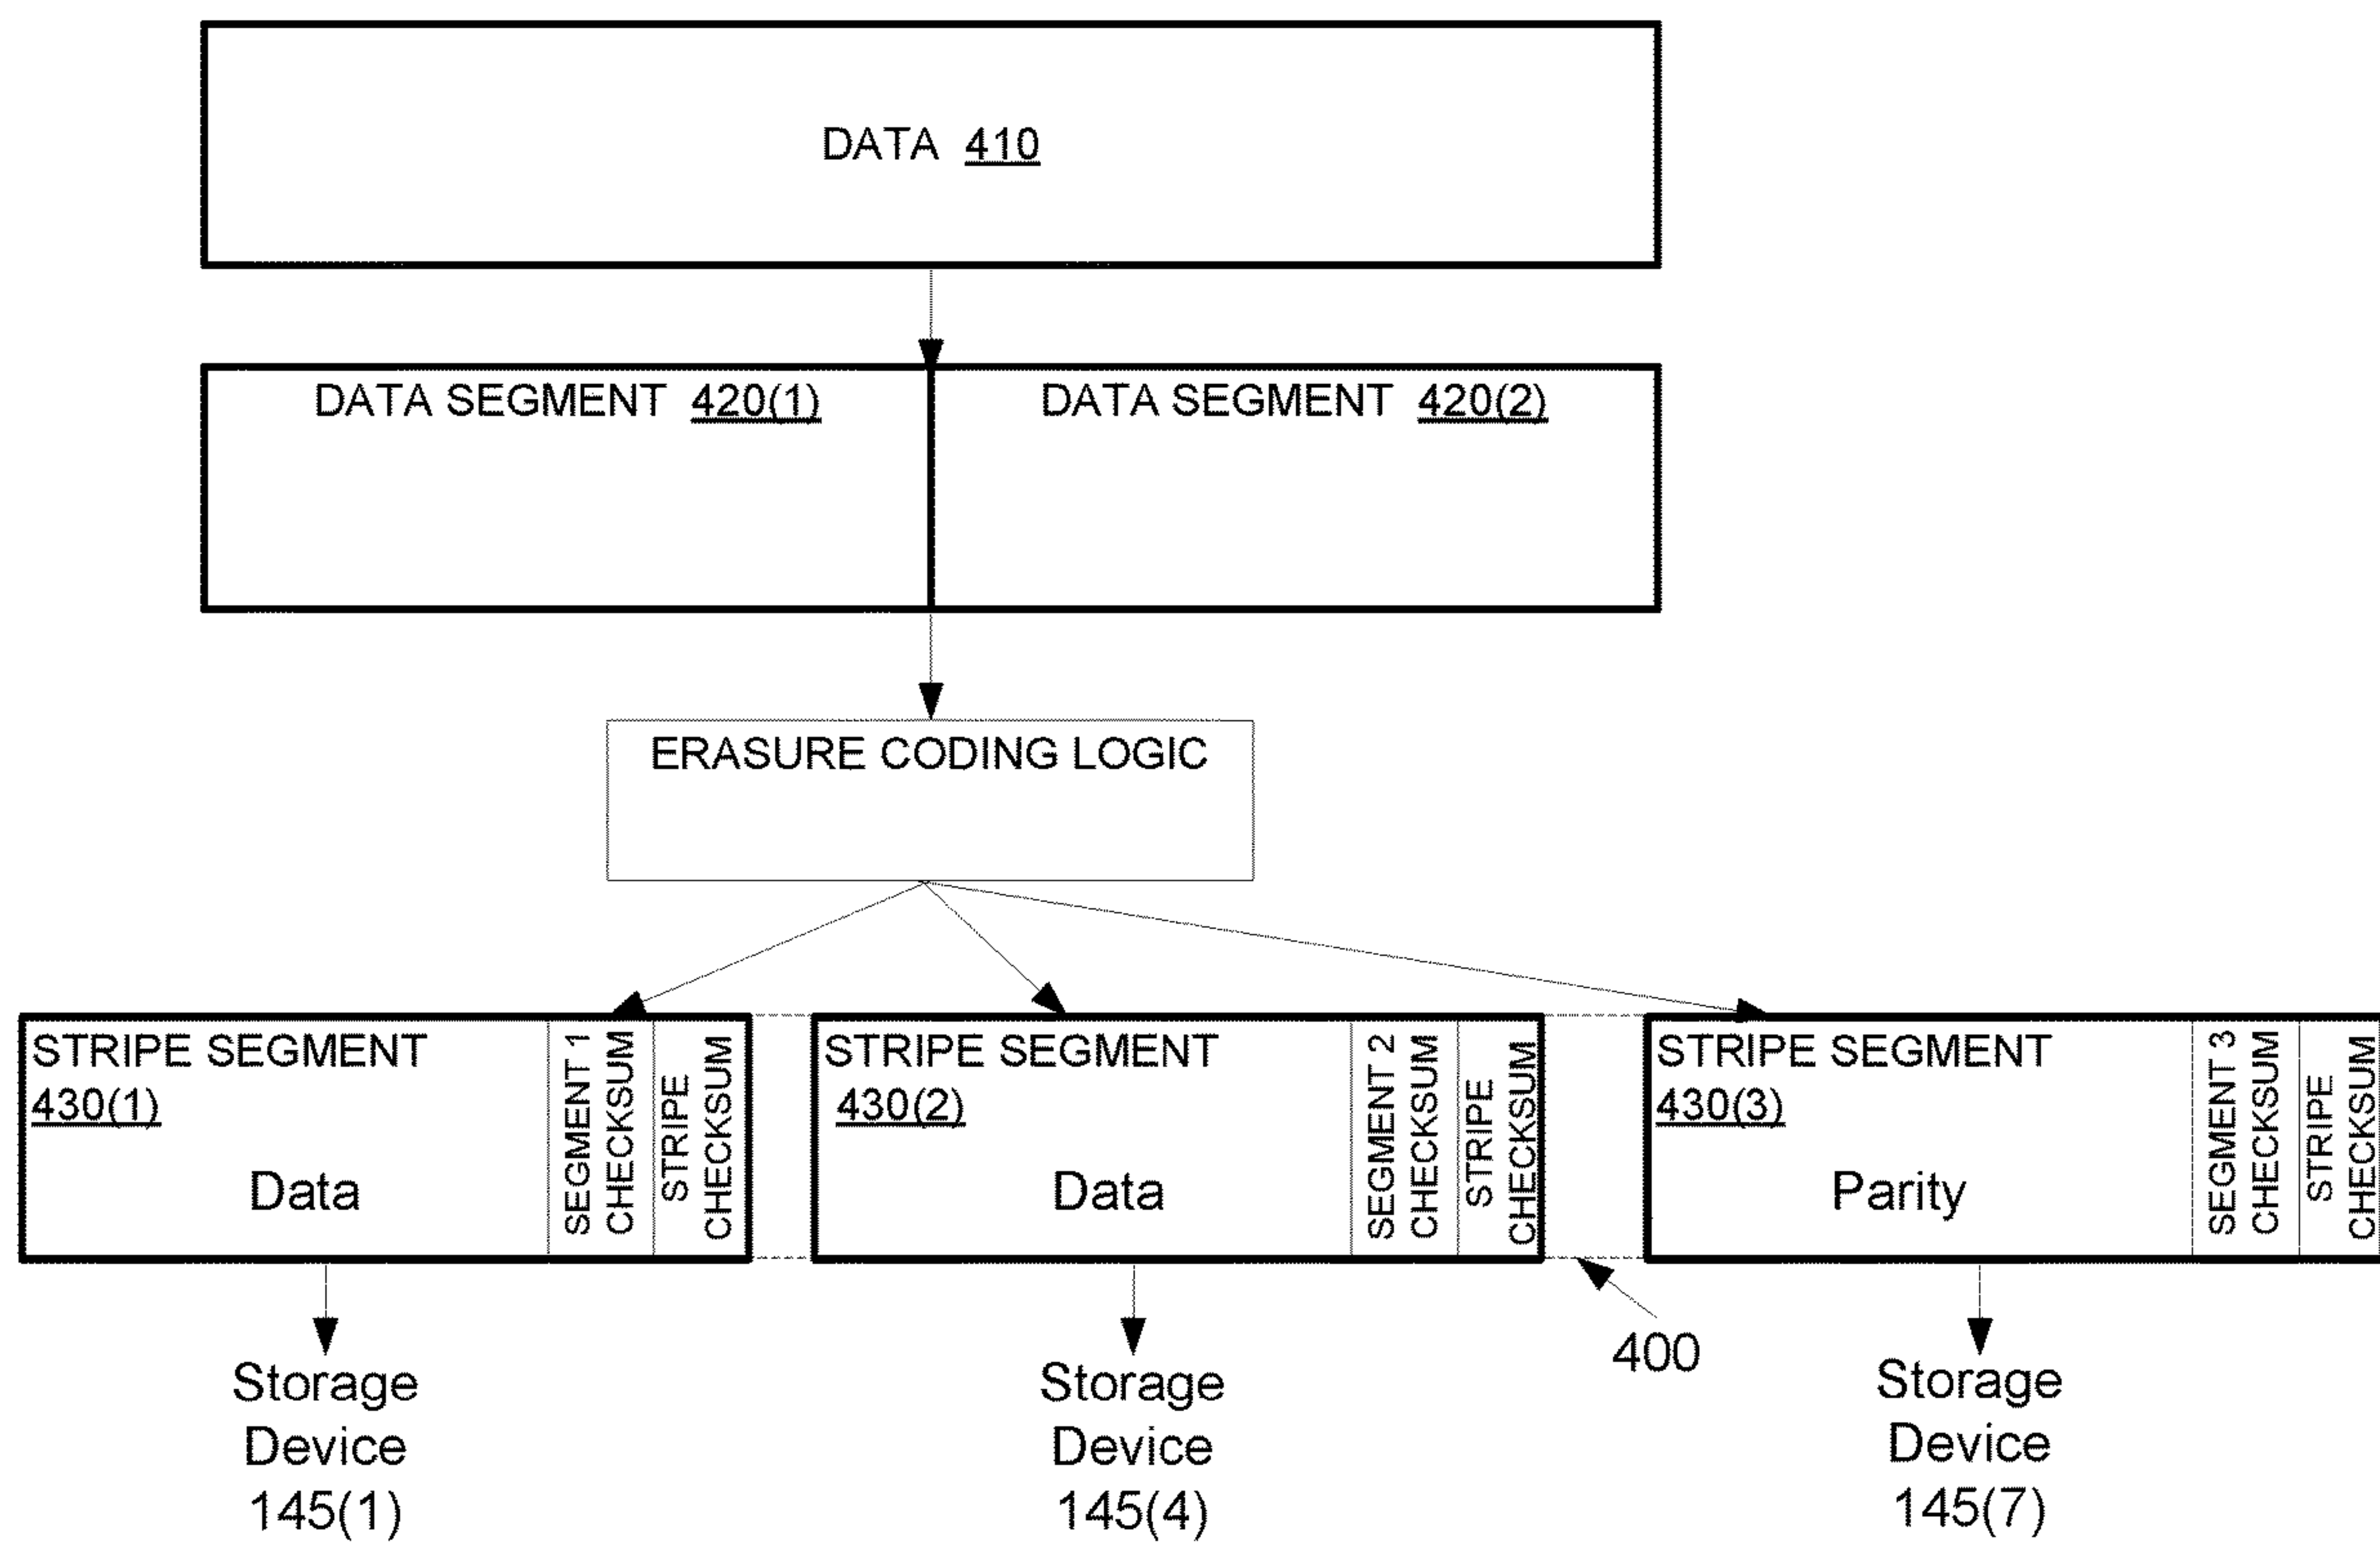 DATA 410
DATA SEGMENT 420(1)
DATA SEGMENT 420(2)
ERASURE CODING LOGIC
STRIPE SEGMENT
430(1)
Data
SEGMENT 1
CHECKSUM
STRIPE
CHECKSUM
STRIPE SEGMENT
430(2)
Data
SEGMENT 2
CHECKSUM
STRIPE
CHECKSUM
STRIPE SEGMENT
430(3)
Parity
SEGMENT 3
CHECKSUM
STRIPE
CHECKSUM
400
Storage
Device
145(1)
Storage
Device
145(4)
Storage
Device
145(7)